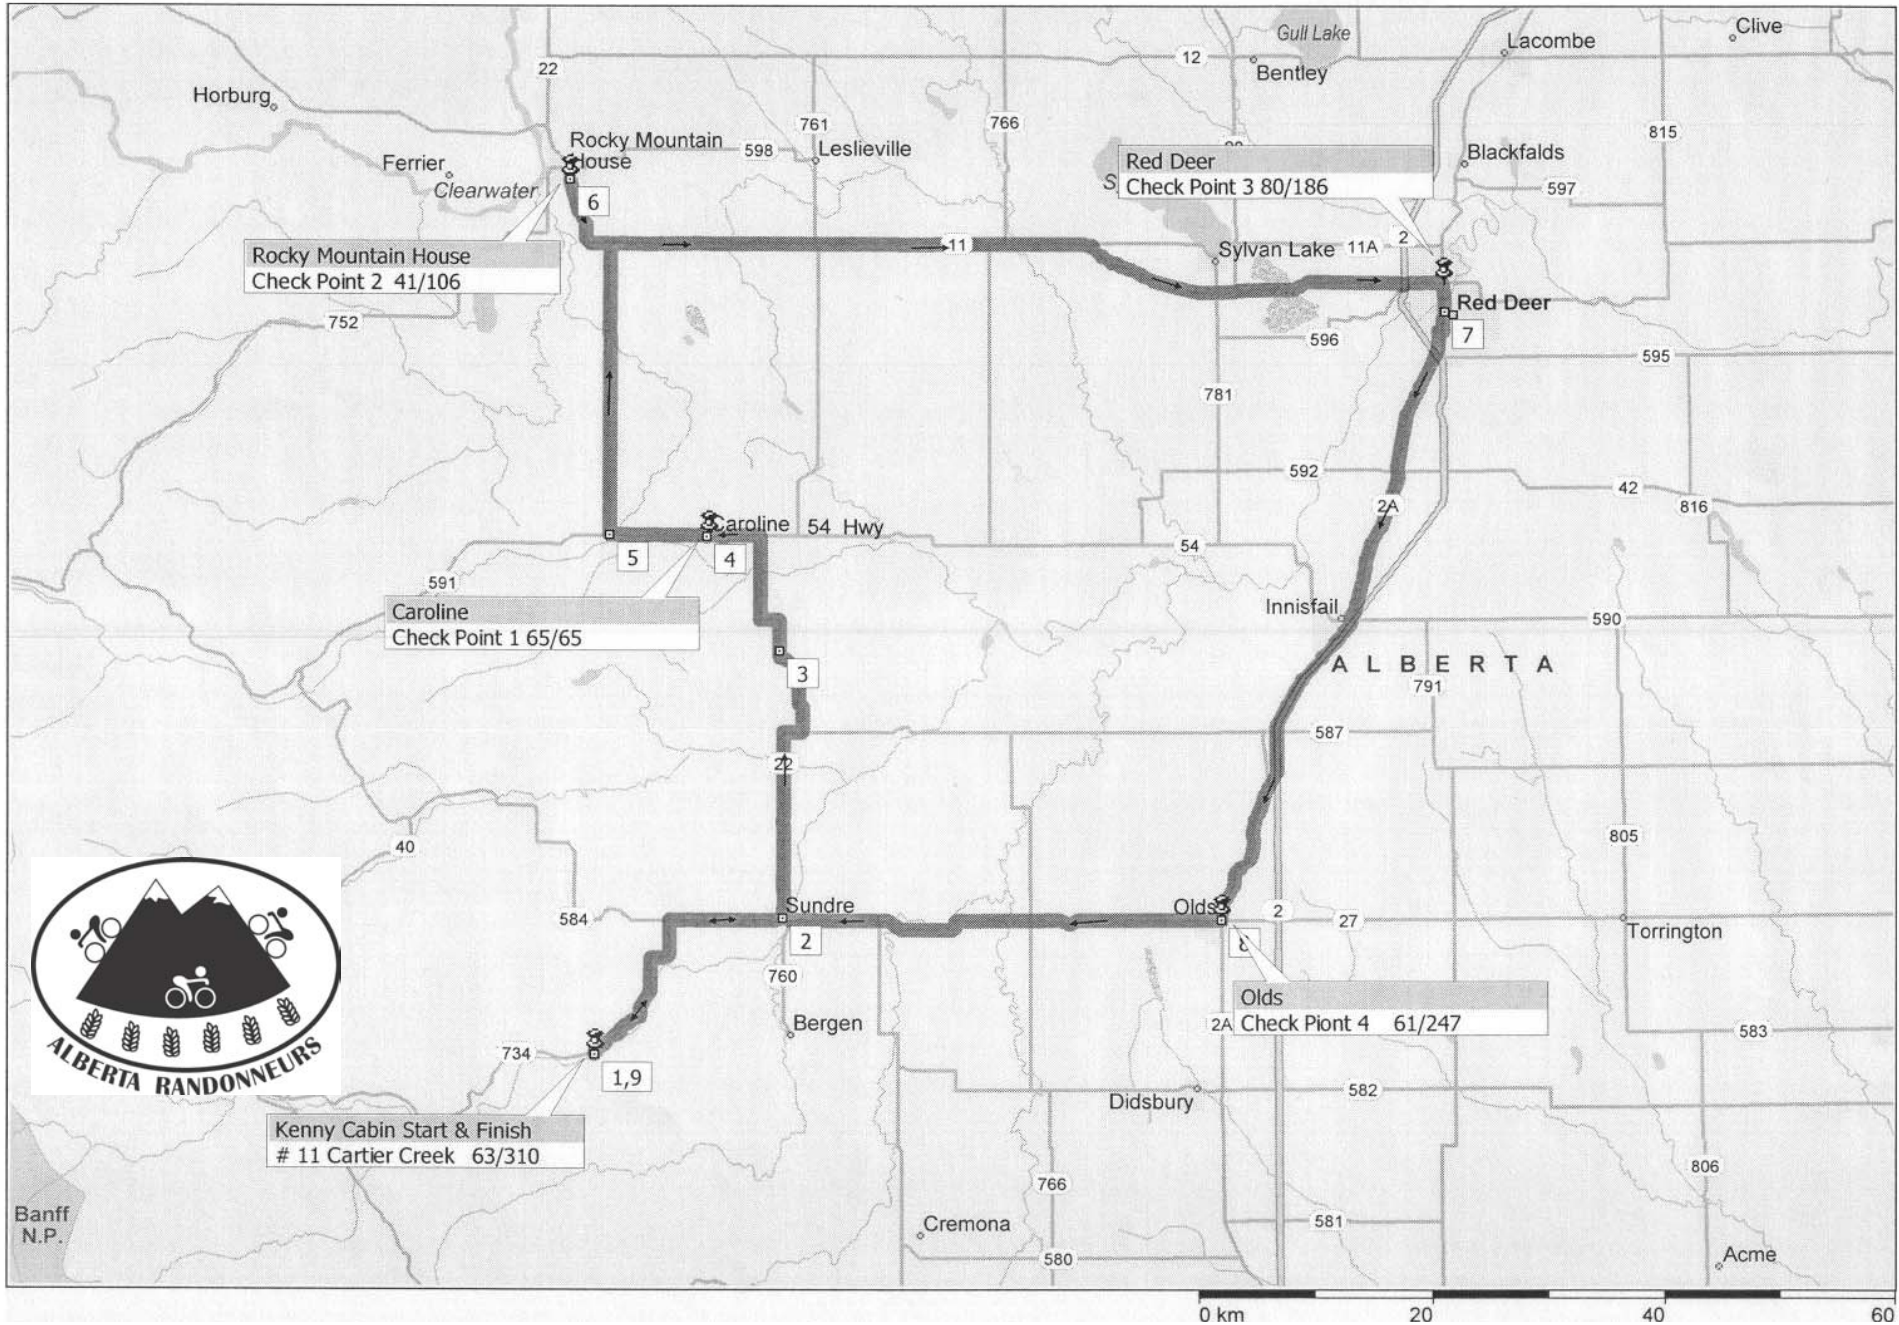 Gull Lake
Clive
Lacombe
12
Bentley
22
Horburg
761
766
815
Rocky Mountain
House
598
Leslieville
Blackfalds
Ferrier
Clearwater
Red Deer
Check Point 3 80/186
597
6
Rocky Mountain House
Check Point 2 41/106
11
Sylvan Lake
11A
2
Red Deer
752
7
596
595
781
592
42
2A
816
Caroline
54 Hwy
5
4
54
591
Caroline
Check Point 1 65/65
Innisfail
590
ALBERTA
3
791
587
22
40
805
584
Sundre
Olds
2
27
2
8
Torrington
760
Olds
Check Piont 4 61/247
Bergen
2A
583
734
1,9
ALBERTA RANDONNEURS
582
Didsbury
Kenny Cabin Start & Finish
# 11 Cartier Creek 63/310
766
806
Banff
N.P.
Cremona
581
580
Acme
0 km
20
40
60